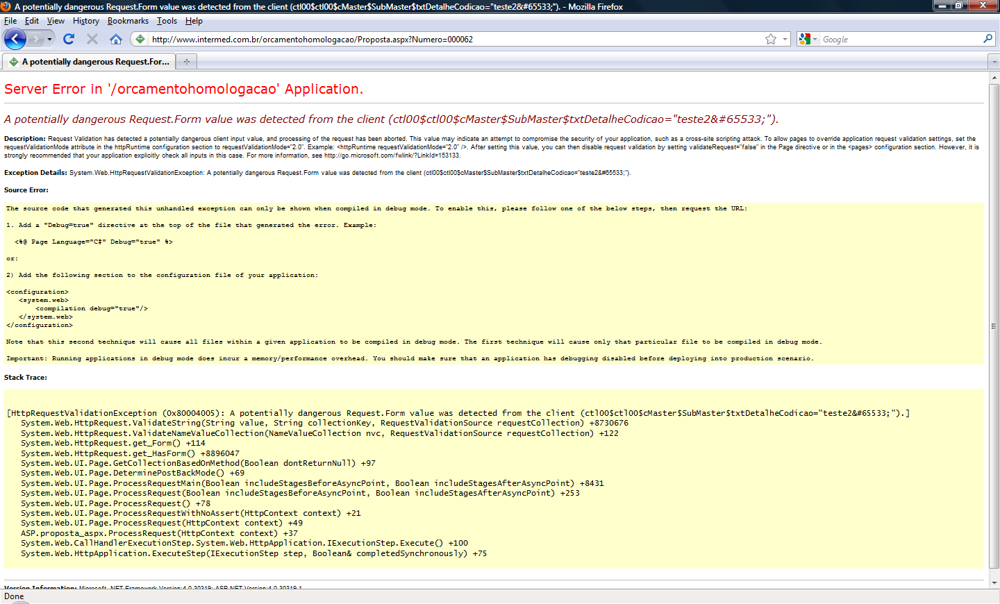 A potentially dangerous Request.Form value was detected from the client (ctl00$ctl00$cMaster$SubMaster$txtDetalheCodicao="teste2&#65533;"). - Mozilla Firefox
File Edit View History Bookmarks Tools Help
http://www.intermed.com.br/orcamentohomologacao/Proposta.aspx?Numero=000062
Google
A potentially dangerous Request.For...
Server Error in '/orcamentohomologacao' Application.
A potentially dangerous Request.Form value was detected from the client (ctl00$ctl00$cMaster$SubMaster$txtDetalheCodicao="teste2&#65533;").
Description: Request Validation has detected a potentially dangerous client input value, and processing of the request has been aborted. This value may indicate an attempt to compromise the security of your application, such as a cross-site scripting attack. To allow pages to override application request validation settings, set the
requestValidationMode attribute in the httpRuntime configuration section to requestValidationMode="2.0". Example: <httpRuntime requestValidationMode="2.0" />. After setting this value, you can then disable request validation by setting validateRequest="false" in the Page directive or in the <pages> configuration section. However, it is
strongly recommended that your application explicitly check all inputs in this case. For more information, see http://go.microsoft.com/fwlink/?LinkId=153133.
Exception Details: System.Web.HttpRequestValidationException: A potentially dangerous Request.Form value was detected from the client (ctl00$ctl00$cMaster$SubMaster$txtDetalheCodicao="teste2&#65533;").
Source Error:
The source code that generated this unhandled exception can only be shown when compiled in debug mode. To enable this, please follow one of the below steps, then request the URL:
1. Add a "Debug=true" directive at the top of the file that generated the error. Example:
<%@ Page Language="C#" Debug="true" %>
or:
2) Add the following section to the configuration file of your application:
<configuration>
<system.web>
<compilation debug="true"/>
</system.web>
</configuration>
Note that this second technique will cause all files within a given application to be compiled in debug mode. The first technique will cause only that particular file to be compiled in debug mode.
Important: Running applications in debug mode does incur a memory/performance overhead. You should make sure that an application has debugging disabled before deploying into production scenario.
Stack Trace:
[HttpRequestValidationException (0x80004005): A potentially dangerous Request.Form value was detected from the client (ctl00$ctl00$cMaster$SubMaster$txtDetalheCodicao="teste2&#65533;").]
System.Web.HttpRequest.ValidateString(String value, String collectionKey, RequestValidationSource requestCollection) +8730676
System.Web.HttpRequest.ValidateNameValueCollection(NameValueCollection nvc, RequestValidationSource requestCollection) +122
System.Web.HttpRequest.get_Form() +114
System.Web.HttpRequest.get_HasForm() +8896047
System.Web.UI.Page.GetCollectionBasedOnMethod(Boolean dontReturnNull) +97
System.Web.UI.Page.DeterminePostBackMode() +69
System.Web.UI.Page.ProcessRequestMain(Boolean includeStagesBeforeAsyncPoint, Boolean includeStagesAfterAsyncPoint) +8431
System.Web.UI.Page.ProcessRequest(Boolean includeStagesBeforeAsyncPoint, Boolean includeStagesAfterAsyncPoint) +253
System.Web.UI.Page.ProcessRequest() +78
System.Web.UI.Page.ProcessRequestWithNoAssert(HttpContext context) +21
System.Web.UI.Page.ProcessRequest(HttpContext context) +49
ASP.proposta_aspx.ProcessRequest(HttpContext context) +37
System.Web.CallHandlerExecutionStep.System.Web.HttpApplication.IExecutionStep.Execute() +100
System.Web.HttpApplication.ExecuteStep(IExecutionStep step, Boolean& completedSynchronously) +75
Version Information: Microsoft .NET Framework Version:4.0.30319; ASP.NET Version:4.0.30319.1
Done